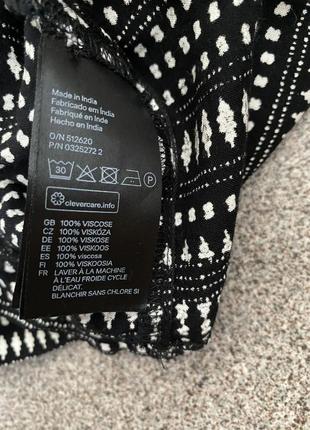 Made in India
Fabricado em Índia
Fabriqué en Inde
Hecho en India
O/N 512620
P/N 0325272 2
30
P
clevercare.info
GB 100% VISCOSE
CZ 100% VISKÓZA
DE 100% VISKOSE
EE 100% VISKOOS
ES 100% viscosa
FI 100% VISKOOSIA
FR LAVER À LA MACHINE
À L'EAU FROIDE CYCLE
DÉLICAT.
BLANCHIR SANS CHLORE SI